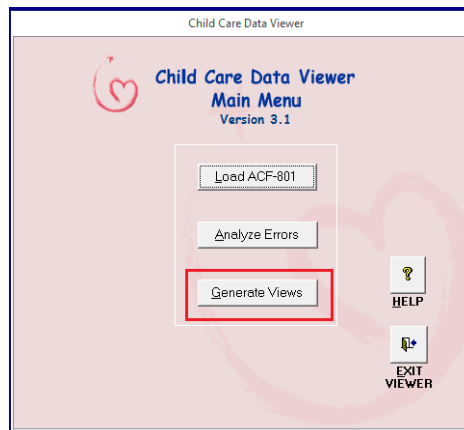 Child Care Data Viewer
Child Care Data Viewer
Main Menu
Version 3.1
Load ACF-801
Analyze Errors
Generate Views
HELP
EXIT
VIEWER